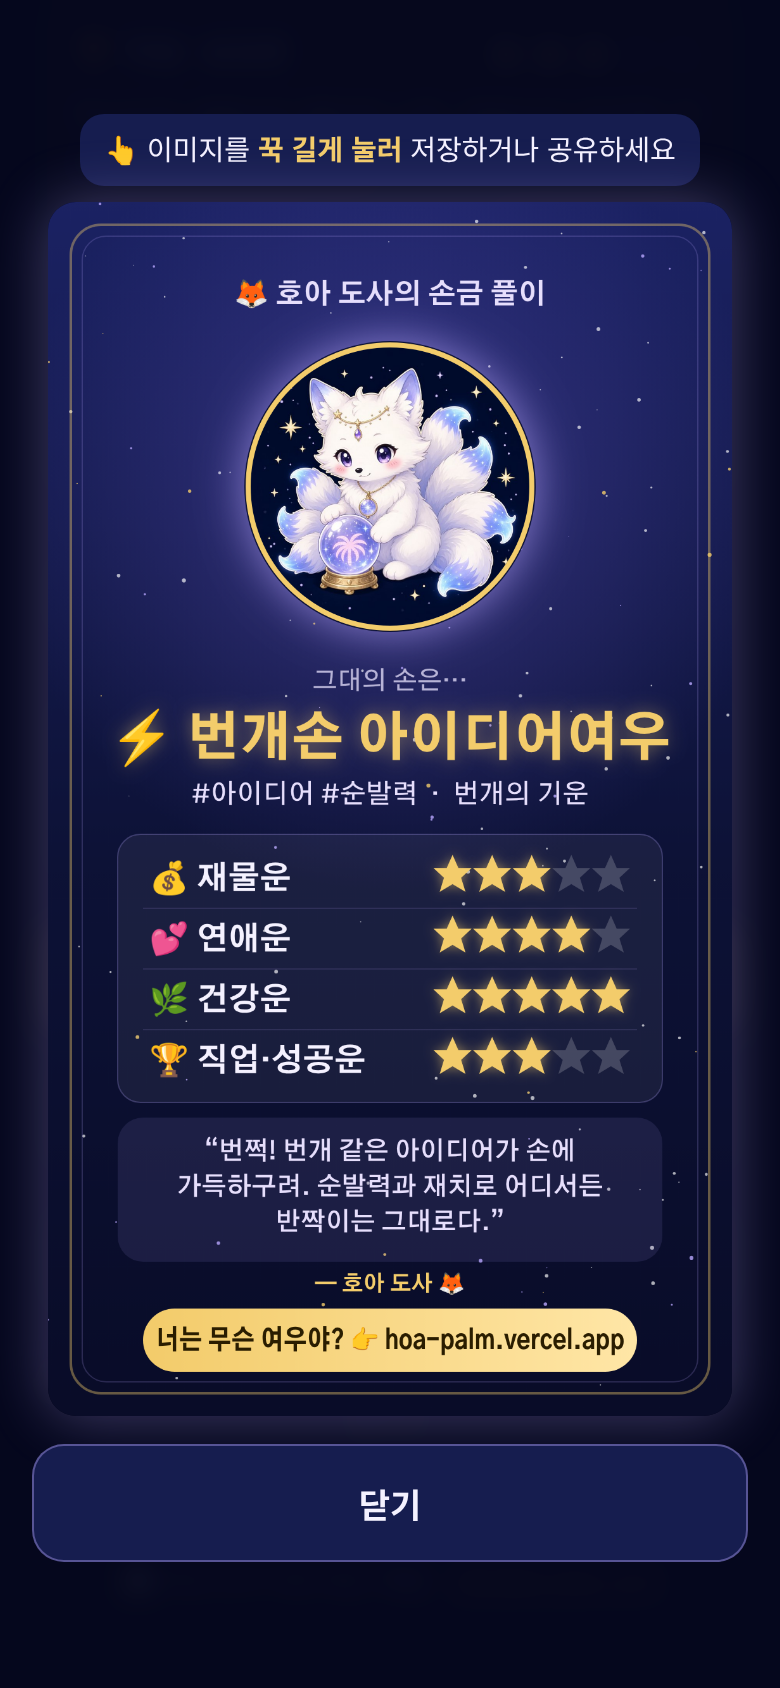 👆 이미지를 꾹 길게 눌러 저장하거나 공유하세요
🦊 호아 도사의 손금 풀이
그대의 손은…
⚡ 번개손 아이디어여우
#아이디어 #순발력 · 번개의 기운
💰 재물운 ★★★★★
💕 연애운 ★★★★★
🌿 건강운 ★★★★★
🏆 직업·성공운 ★★★★★
“번쩍! 번개 같은 아이디어가 손에
가득하구려. 순발력과 재치로 어디서든
반짝이는 그대로다.”
— 호아 도사 🦊
너는 무슨 여우야? 👉 hoa-palm.vercel.app
닫기